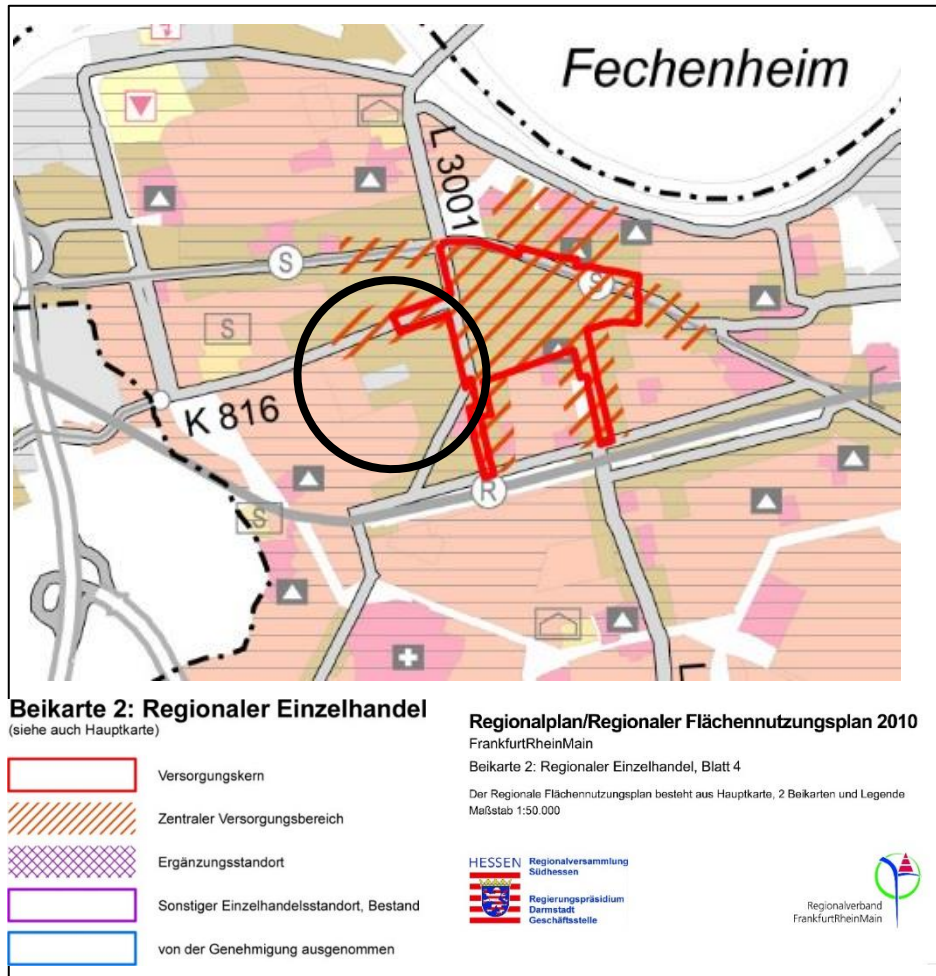 Fechenheim
L 3001
S
S
S
K 816
S
R
L
Beikarte 2: Regionaler Einzelhandel
(siehe auch Hauptkarte)
Versorgungskern
Zentraler Versorgungsbereich
Ergänzungsstandort
Sonstiger Einzelhandelsstandort, Bestand
von der Genehmigung ausgenommen
Regionalplan/Regionaler Flächennutzungsplan 2010
FrankfurtRheinMain
Beikarte 2: Regionaler Einzelhandel, Blatt 4
Der Regionale Flächennutzungsplan besteht aus Hauptkarte, 2 Beikarten und Legende
Maßstab 1:50.000
HESSEN
Regionalversammlung
Südhessen
Regierungspräsidium
Darmstadt
Geschäftsstelle
Regionalverband
FrankfurtRheinMain